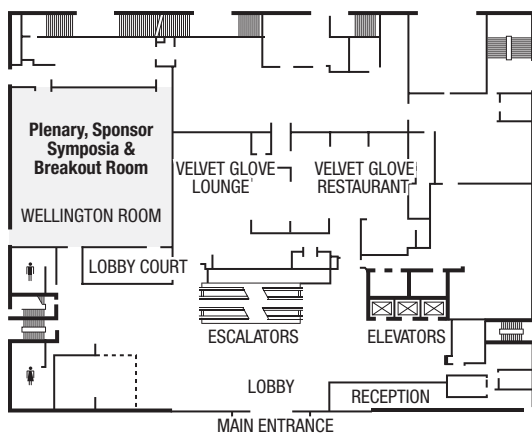 Plenary, Sponsor
Symposia &
Breakout Room
WELLINGTON ROOM
VELVET GLOVE
LOUNGE
VELVET GLOVE
RESTAURANT
LOBBY COURT
ESCALATORS
ELEVATORS
LOBBY
RECEPTION
MAIN ENTRANCE